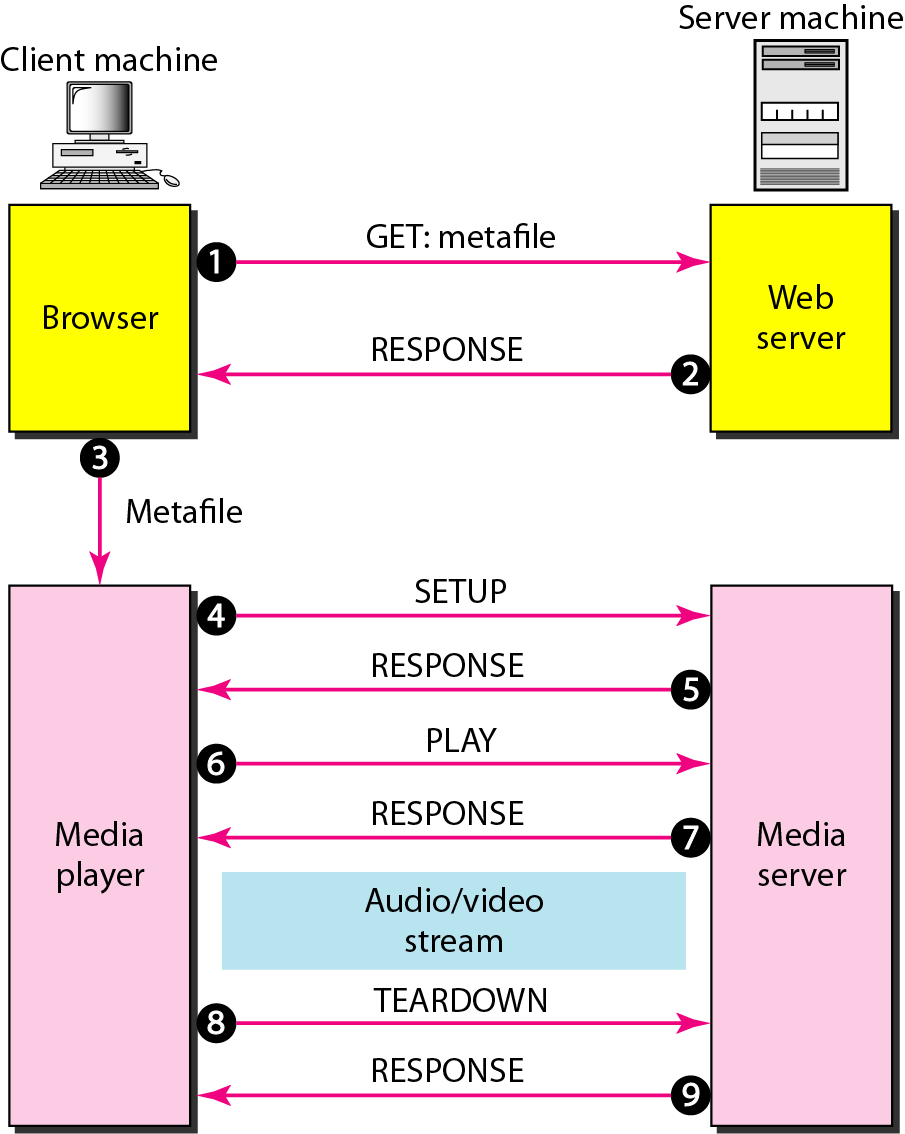 Server machine
Client machine
GET: metafile
1
Browser
Web
server
RESPONSE
2
3
Metafile
SETUP
4
RESPONSE
5
PLAY
6
RESPONSE
7
Media
player
Media
server
Audio/video
stream
TEARDOWN
8
RESPONSE
9